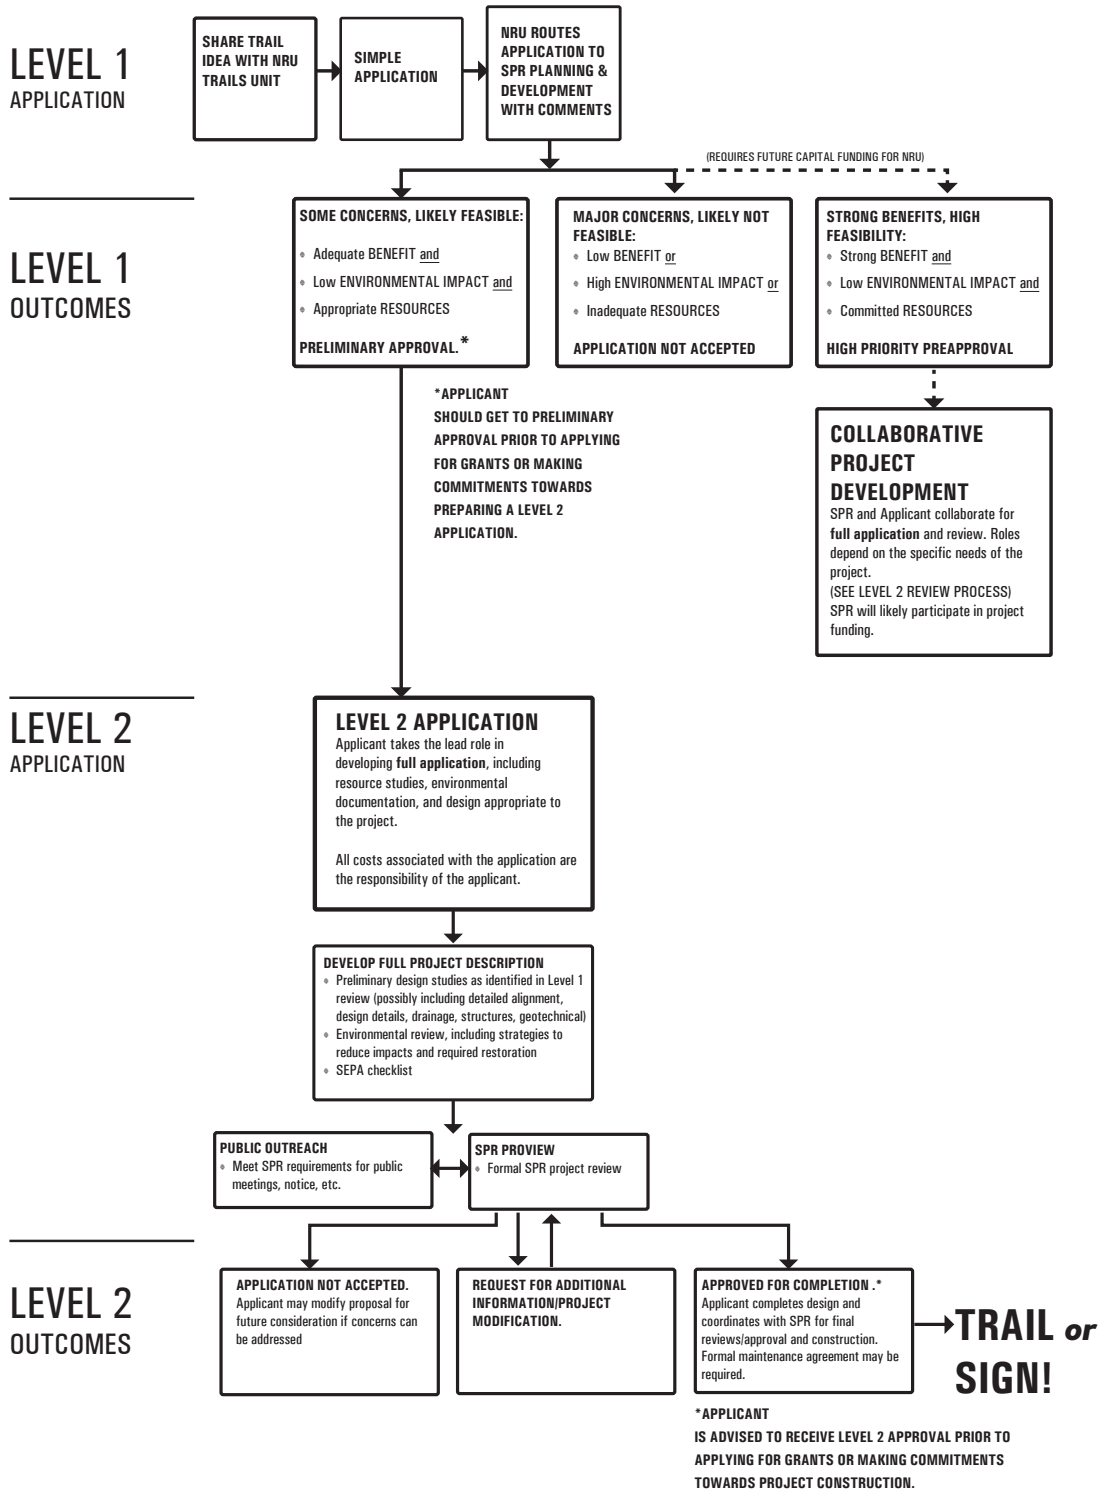 LEVEL 1
APPLICATION
SHARE TRAIL
IDEA WITH NRU
TRAILS UNIT
SIMPLE
APPLICATION
NRU ROUTES
APPLICATION TO
SPR PLANNING &
DEVELOPMENT
WITH COMMENTS
(REQUIRES FUTURE CAPITAL FUNDING FOR NRU)
LEVEL 1
OUTCOMES
SOME CONCERNS, LIKELY FEASIBLE:
• Adequate BENEFIT and
• Low ENVIRONMENTAL IMPACT and
• Appropriate RESOURCES
PRELIMINARY APPROVAL.*
MAJOR CONCERNS, LIKELY NOT
FEASIBLE:
• Low BENEFIT or
• High ENVIRONMENTAL IMPACT or
• Inadequate RESOURCES
APPLICATION NOT ACCEPTED
STRONG BENEFITS, HIGH
FEASIBILITY:
• Strong BENEFIT and
• Low ENVIRONMENTAL IMPACT and
• Committed RESOURCES
HIGH PRIORITY PREAPPROVAL
*APPLICANT
SHOULD GET TO PRELIMINARY
APPROVAL PRIOR TO APPLYING
FOR GRANTS OR MAKING
COMMITMENTS TOWARDS
PREPARING A LEVEL 2
APPLICATION.
COLLABORATIVE
PROJECT
DEVELOPMENT
SPR and Applicant collaborate for
full application and review. Roles
depend on the specific needs of the
project.
(SEE LEVEL 2 REVIEW PROCESS)
SPR will likely participate in project
funding.
LEVEL 2
APPLICATION
LEVEL 2 APPLICATION
Applicant takes the lead role in
developing full application, including
resource studies, environmental
documentation, and design appropriate to
the project.
All costs associated with the application are
the responsibility of the applicant.
DEVELOP FULL PROJECT DESCRIPTION
• Preliminary design studies as identified in Level 1
review (possibly including detailed alignment,
design details, drainage, structures, geotechnical)
• Environmental review, including strategies to
reduce impacts and required restoration
• SEPA checklist
PUBLIC OUTREACH
• Meet SPR requirements for public
meetings, notice, etc.
SPR PROVIEW
• Formal SPR project review
LEVEL 2
OUTCOMES
APPLICATION NOT ACCEPTED.
Applicant may modify proposal for
future consideration if concerns can
be addressed
REQUEST FOR ADDITIONAL
INFORMATION/PROJECT
MODIFICATION.
APPROVED FOR COMPLETION .*
Applicant completes design and
coordinates with SPR for final
reviews/approval and construction.
Formal maintenance agreement may be
required.
TRAIL or
SIGN!
*APPLICANT
IS ADVISED TO RECEIVE LEVEL 2 APPROVAL PRIOR TO
APPLYING FOR GRANTS OR MAKING COMMITMENTS
TOWARDS PROJECT CONSTRUCTION.